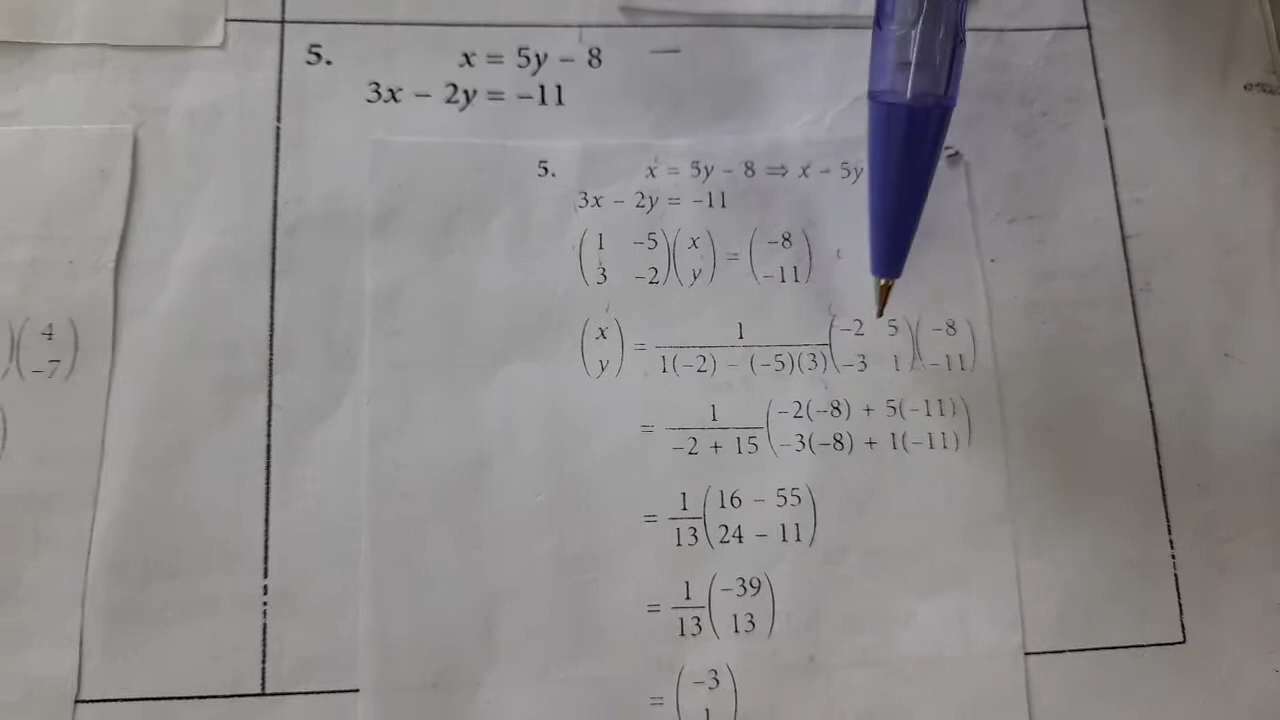 5. x = 5y – 8
3x – 2y = –11
5. x = 5y – 8 ⇒ x – 5y
3x – 2y = –11
(1 –5
3 –2)(x
y) = (–8
–11)
(x
y) = 1/(1(–2) – (–5)(3)) (–2 5
–3 1)(–8
–11)
= 1/(–2 + 15) (–2(–8) + 5(–11)
–3(–8) + 1(–11))
= 1/13 (16 – 55
24 – 11)
= 1/13 (–39
13)
= (–3
1
)(4
–7)
)